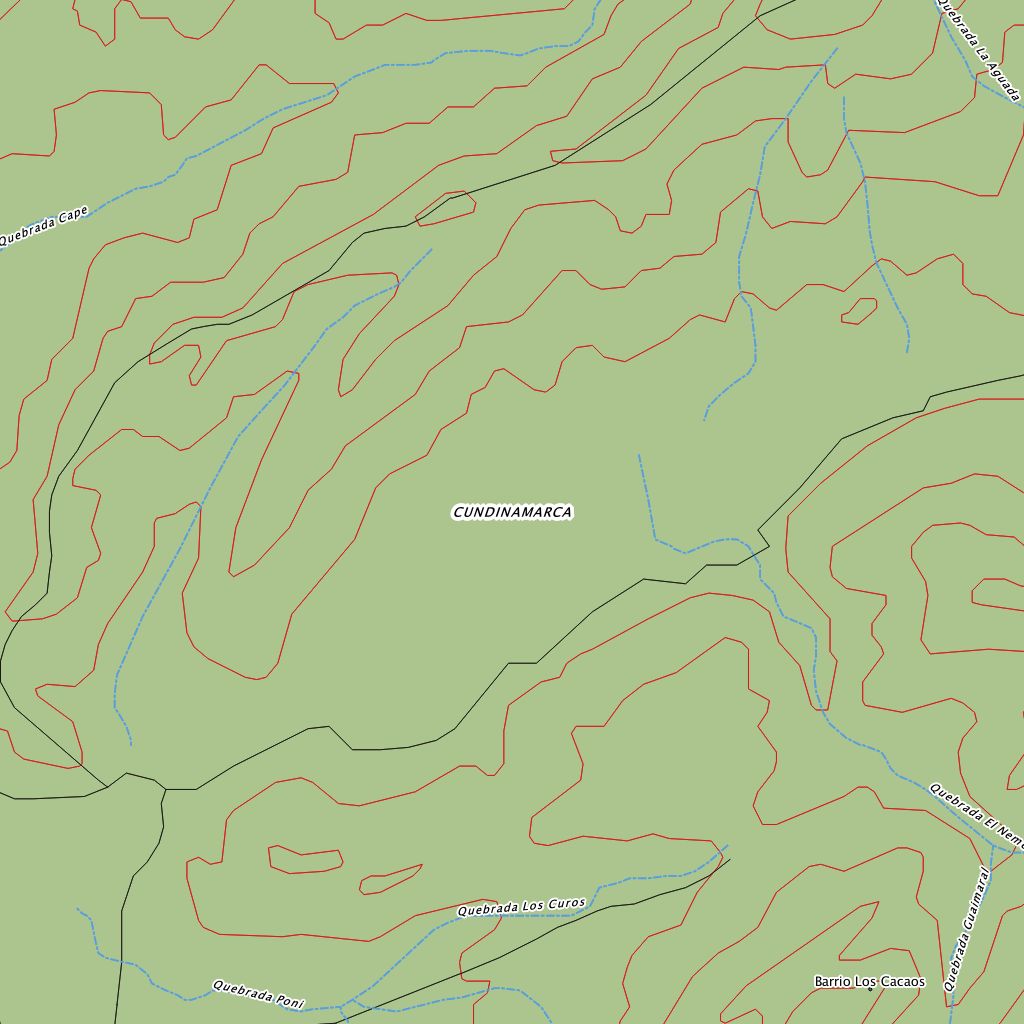 Quebrada La Aguada
Quebrada Cape
CUNDINAMARCA
Quebrada El Neme
Quebrada Guaimaral
Quebrada Los Curos
Barrio Los Cacaos
Quebrada Poni